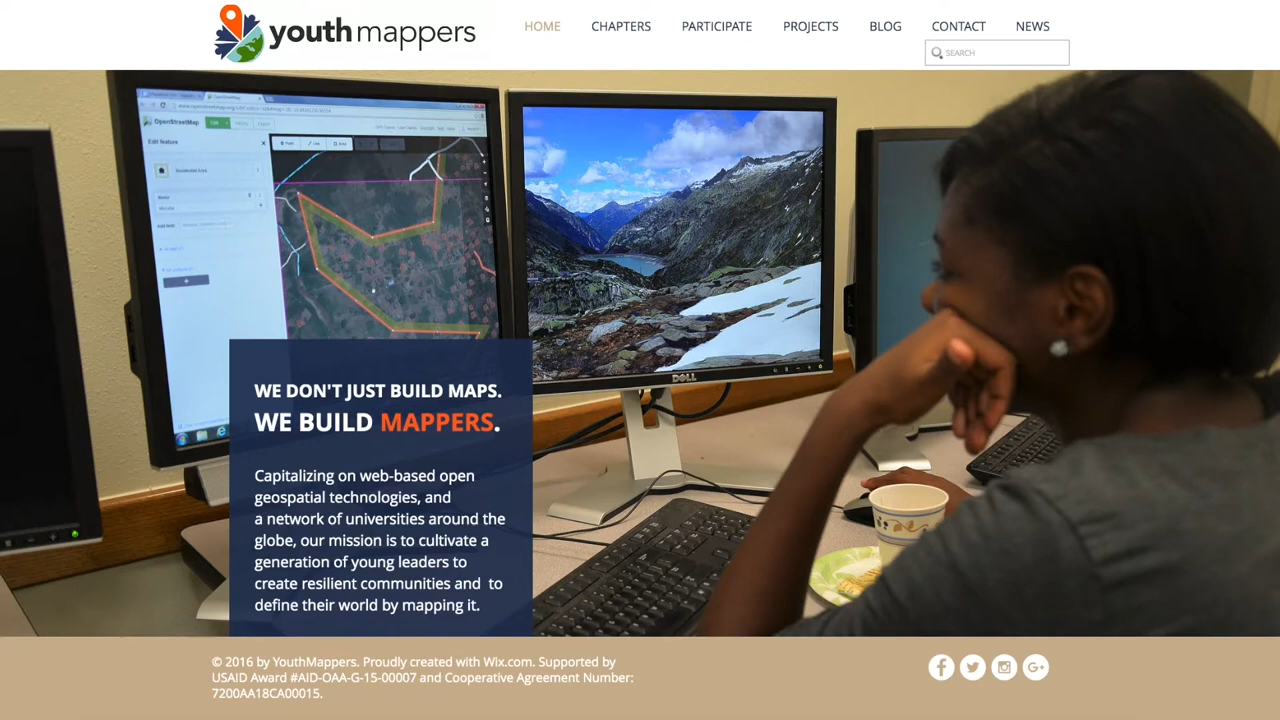 youthmappers
HOME CHAPTERS PARTICIPATE PROJECTS BLOG CONTACT NEWS
SEARCH
OpenStreetMap
Edit feature
DELL
WE DON'T JUST BUILD MAPS.
WE BUILD MAPPERS.
Capitalizing on web-based open
geospatial technologies, and
a network of universities around the
globe, our mission is to cultivate a
generation of young leaders to
create resilient communities and to
define their world by mapping it.
© 2016 by YouthMappers. Proudly created with Wix.com. Supported by
USAID Award #AID-OAA-G-15-00007 and Cooperative Agreement Number:
7200AA18CA00015.